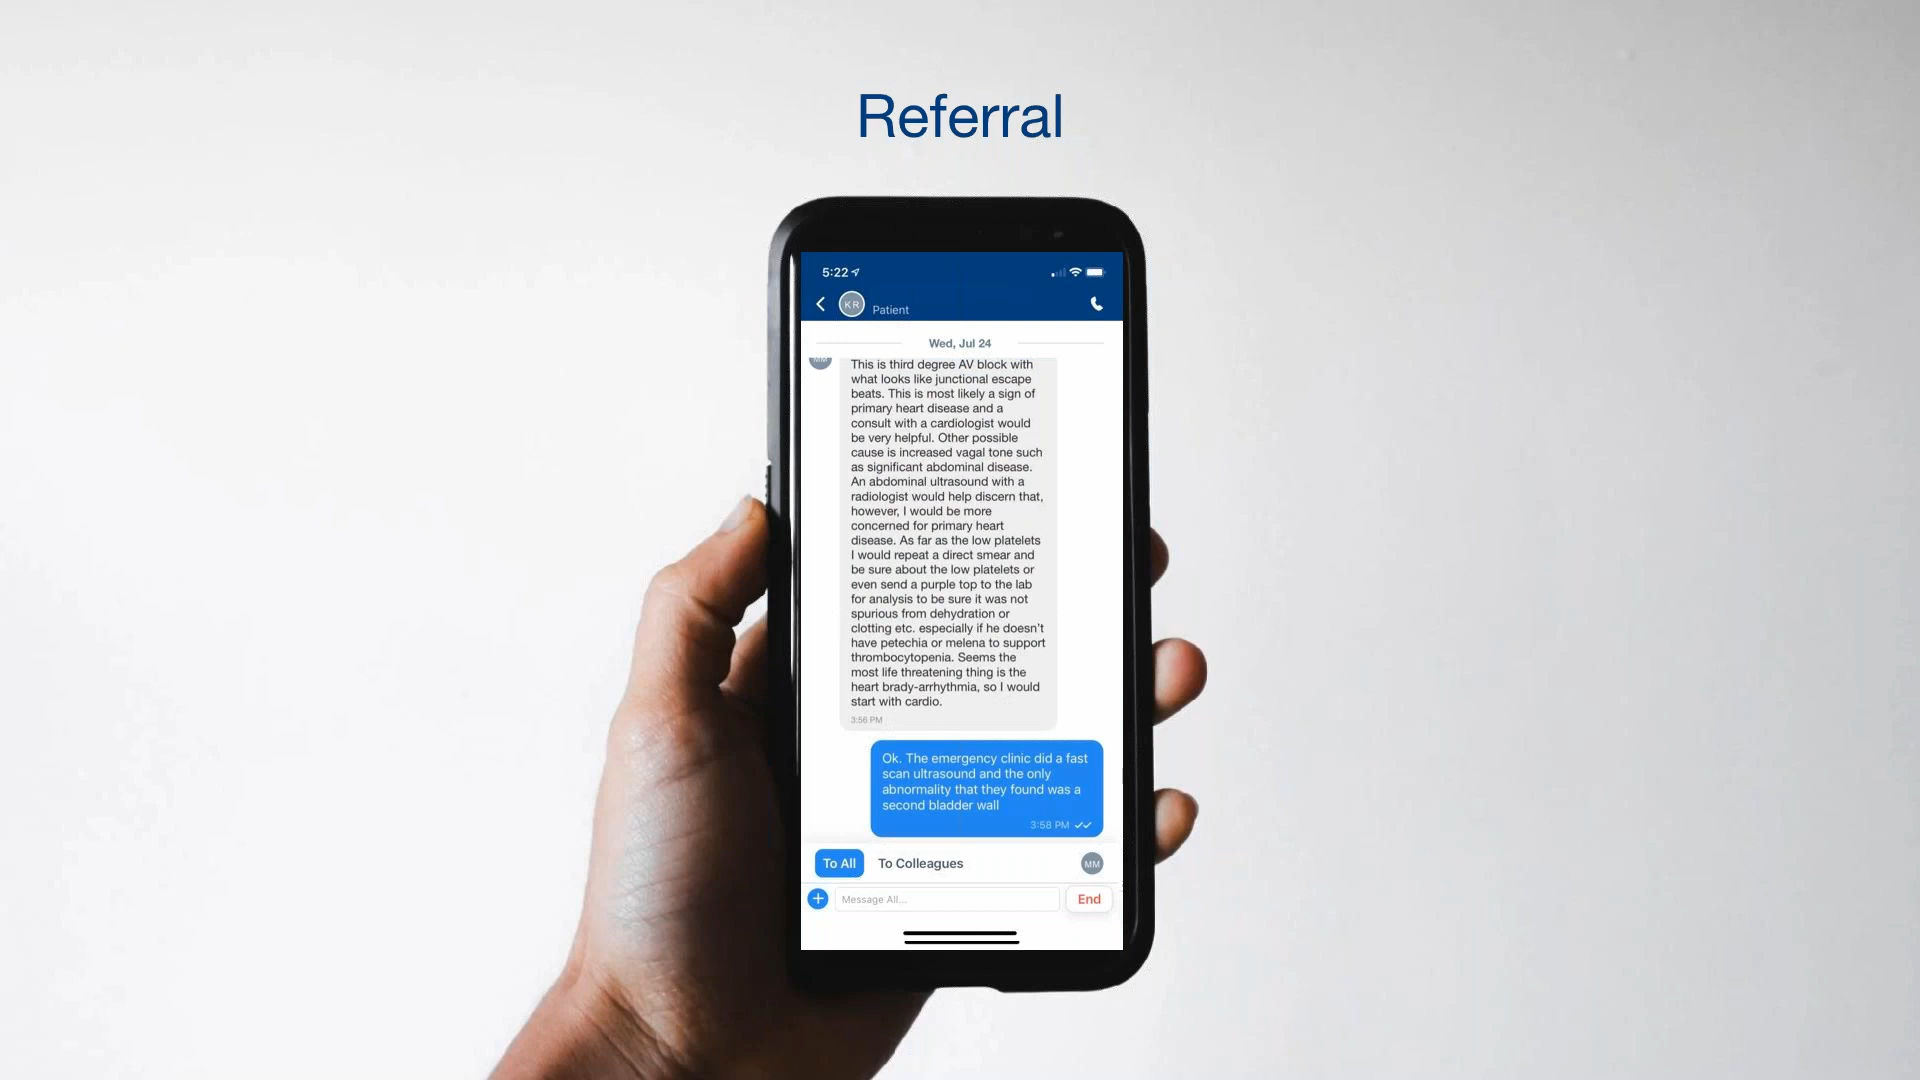 Referral
5:22
KR
Patient
Wed, Jul 24
MM
This is third degree AV block with
what looks like junctional escape
beats. This is most likely a sign of
primary heart disease and a
consult with a cardiologist would
be very helpful. Other possible
cause is increased vagal tone such
as significant abdominal disease.
An abdominal ultrasound with a
radiologist would help discern that,
however, I would be more
concerned for primary heart
disease. As far as the low platelets
I would repeat a direct smear and
be sure about the low platelets or
even send a purple top to the lab
for analysis to be sure it was not
spurious from dehydration or
clotting etc. especially if he doesn't
have petechia or melena to support
thrombocytopenia. Seems the
most life threatening thing is the
heart brady-arrhythmia, so I would
start with cardio.
3:56 PM
Ok. The emergency clinic did a fast
scan ultrasound and the only
abnormality that they found was a
second bladder wall
3:58 PM
To All To Colleagues MM
Message All... End